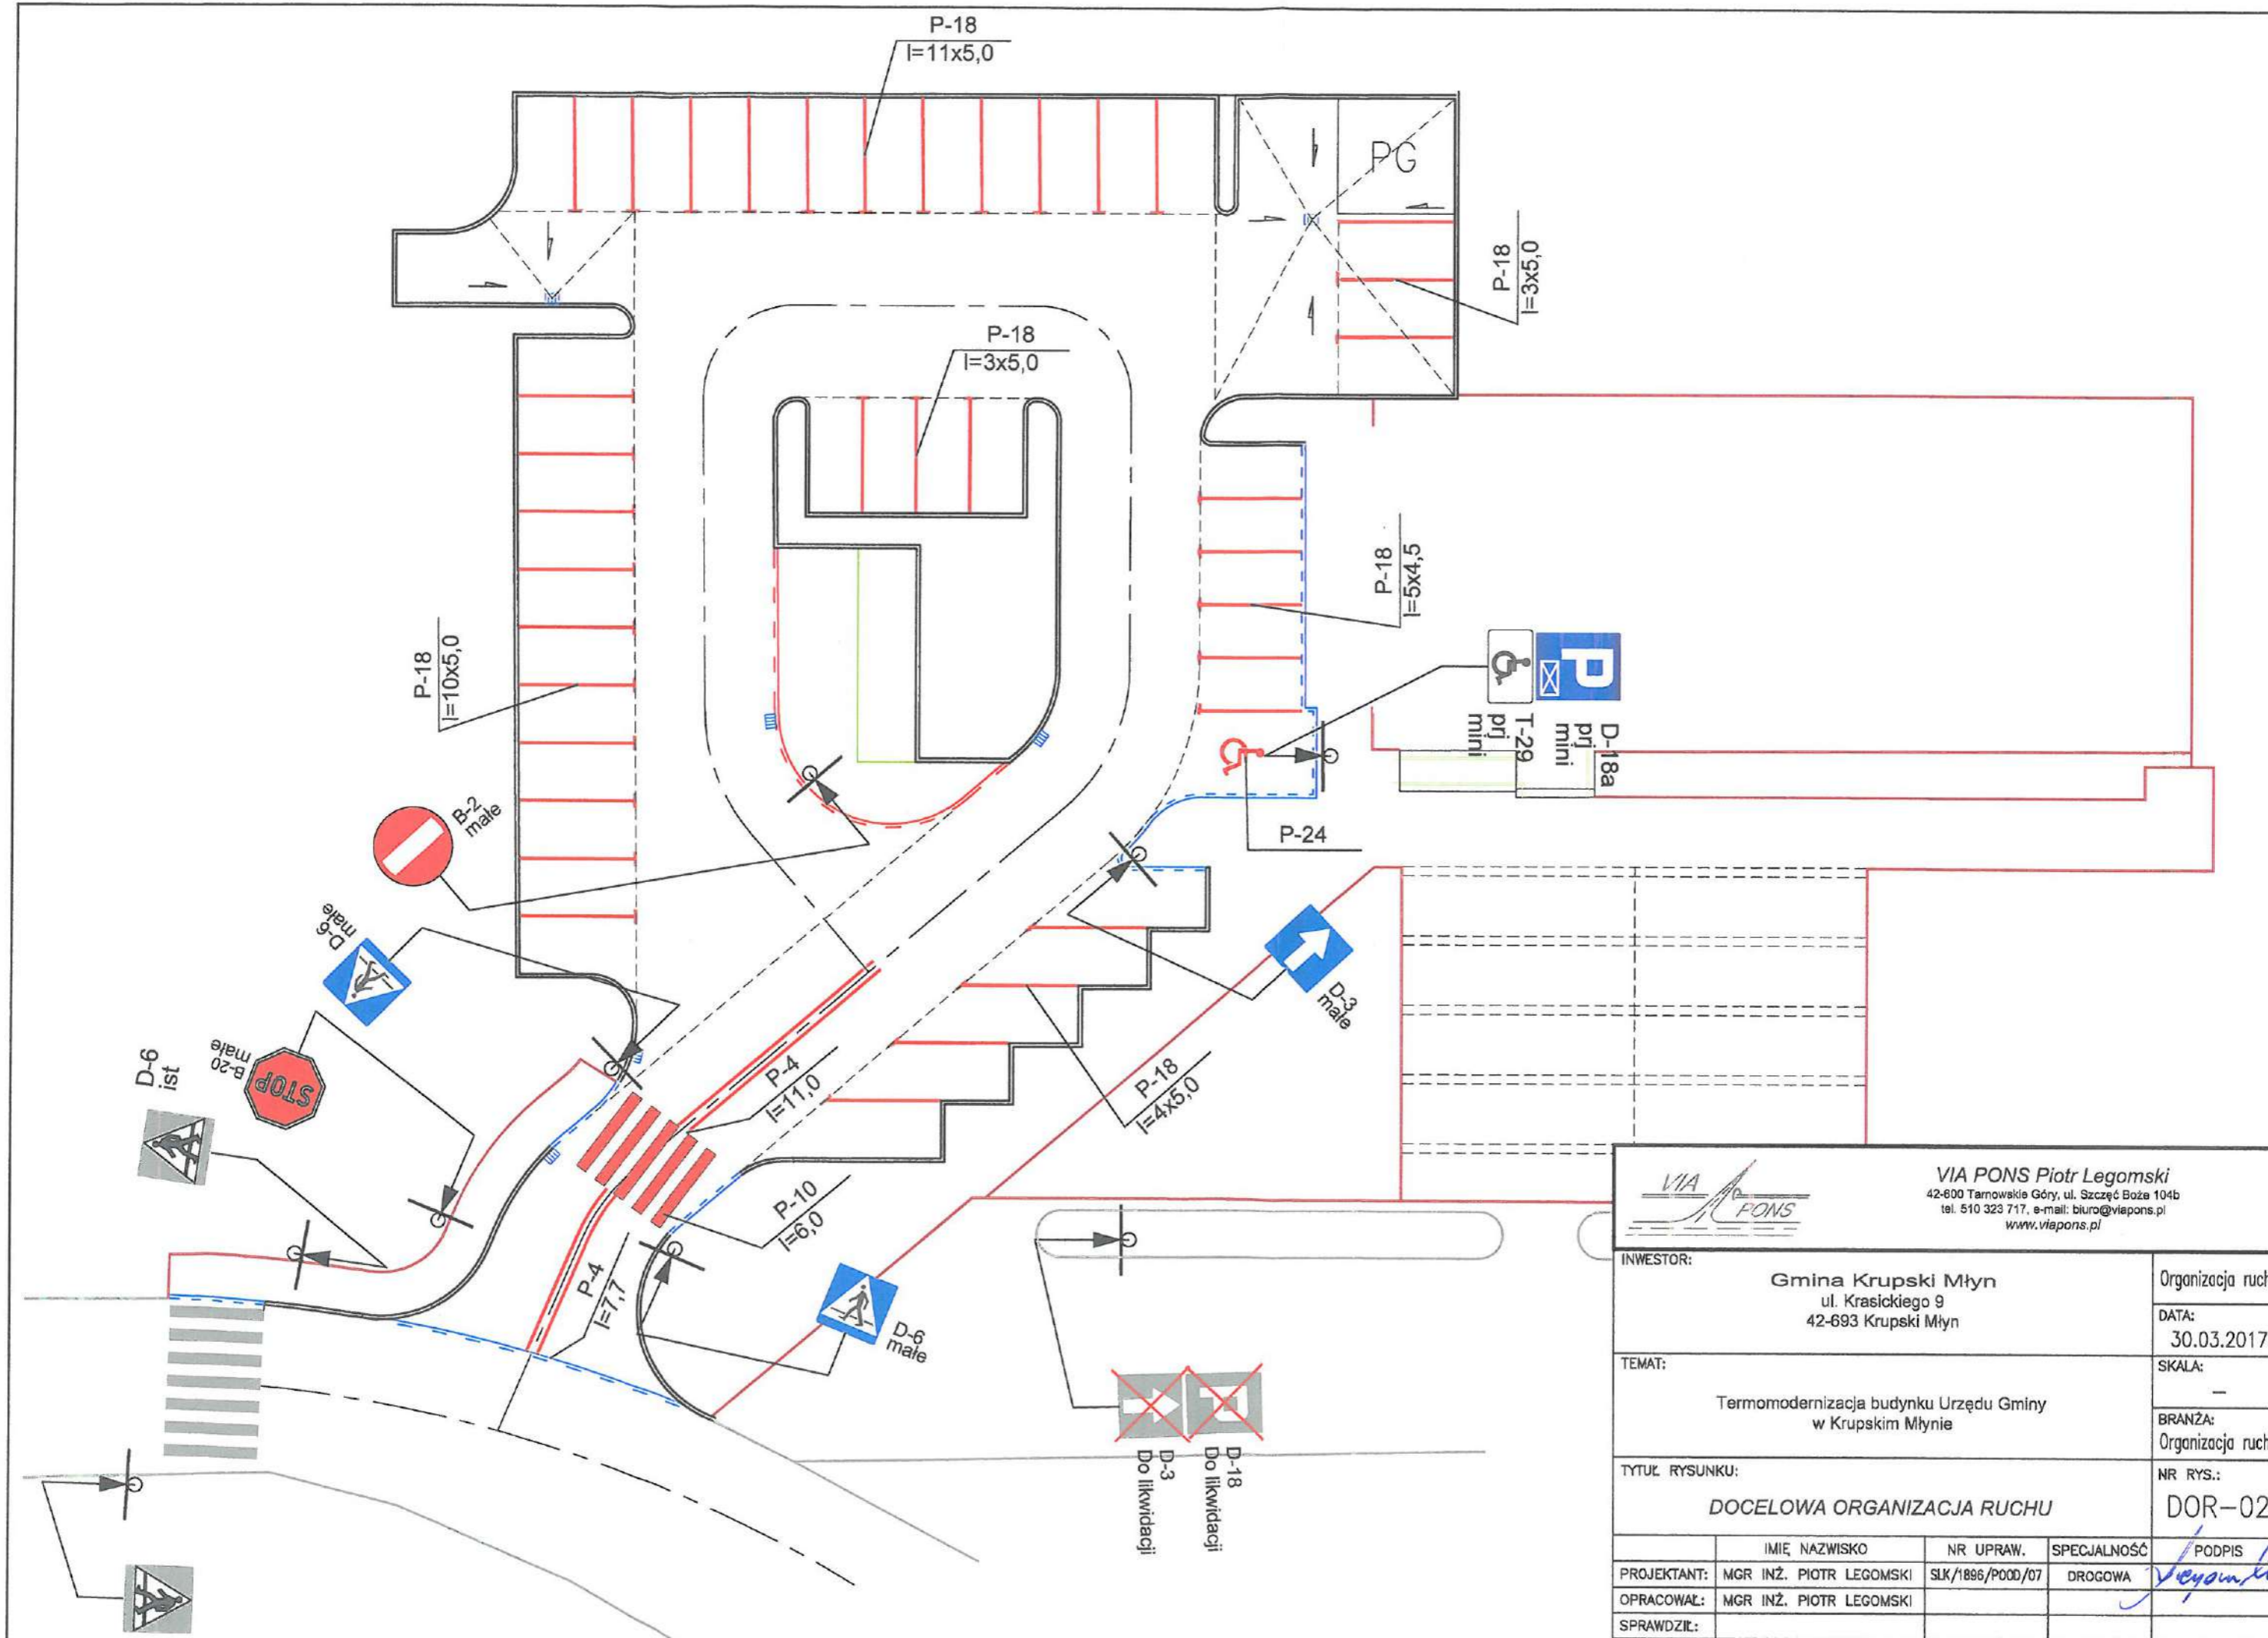 P-18
l=11x5,0
PG
P-18
l=3x5,0
P-18
l=3x5,0
P-18
l=5x4,5
P-18
l=10x5,0
P
D-18a
prj
mini
T-29
prj
mini
P-24
B-2
małe
D-6
małe
B-20
małe
STOP
D-6
ist
D-3
małe
P-4
l=11,0
P-18
l=4x5,0
P-10
l=6,0
P-4
l=7,7
D-6
małe
P
D-18
Do likwidacji
D-3
Do likwidacji
VIA
PONS
VIA PONS Piotr Legomski
42-600 Tarnowskie Góry, ul. Szczęć Boże 104b
tel. 510 323 717, e-mail: biuro@viapons.pl
www.viapons.pl
INWESTOR:
Gmina Krupski Młyn
ul. Krasickiego 9
42-693 Krupski Młyn
Organizacja ruch
DATA:
30.03.2017
TEMAT:
Termomodernizacja budynku Urzędu Gminy
w Krupskim Młynie
SKALA:
–
BRANŻA:
Organizacja ruch
TYTUŁ RYSUNKU:
DOCELOWA ORGANIZACJA RUCHU
NR RYS.:
DOR-02
IMIĘ NAZWISKO NR UPRAW. SPECJALNOŚĆ PODPIS
PROJEKTANT: MGR INŻ. PIOTR LEGOMSKI SLK/1896/POOD/07 DROGOWA
OPRACOWAŁ: MGR INŻ. PIOTR LEGOMSKI
SPRAWDZIŁ: